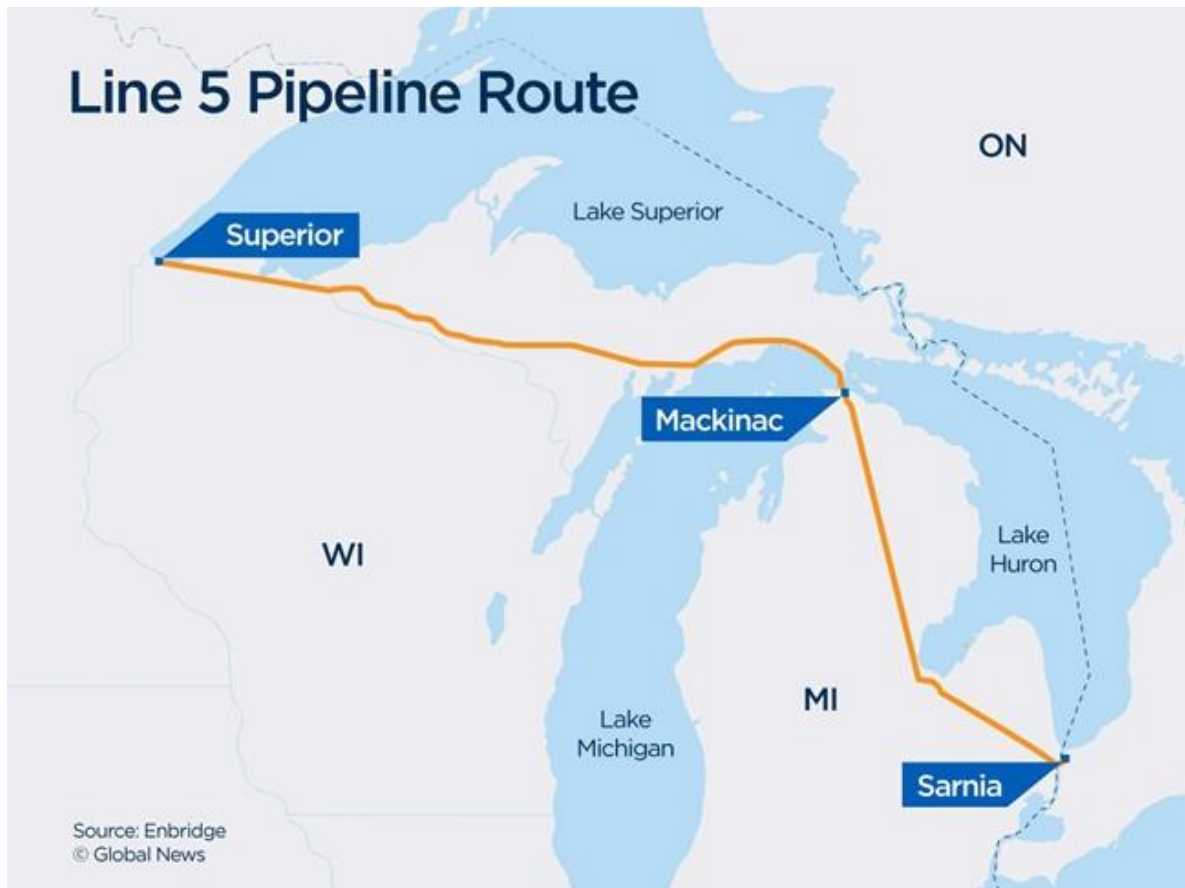 Line 5 Pipeline Route
ON
Lake Superior
Superior
Mackinac
WI
Lake
Huron
MI
Lake
Michigan
Sarnia
Source: Enbridge
© Global News